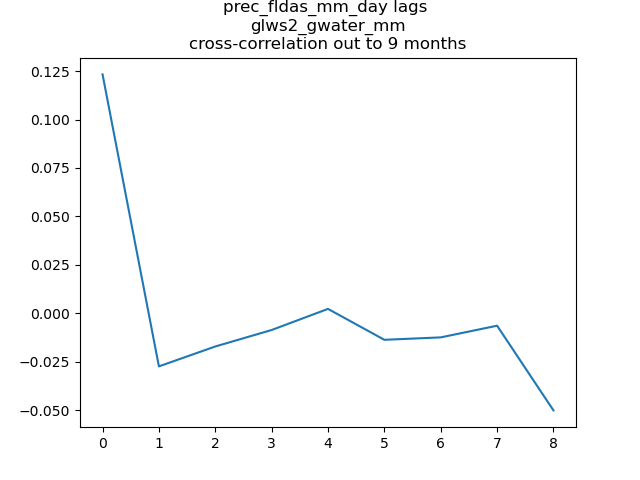 prec_fldas_mm_day lags
glws2_gwater_mm
cross-correlation out to 9 months
0.125
0.100
0.075
0.050
0.025
0.000
−0.025
−0.050
0 1 2 3 4 5 6 7 8